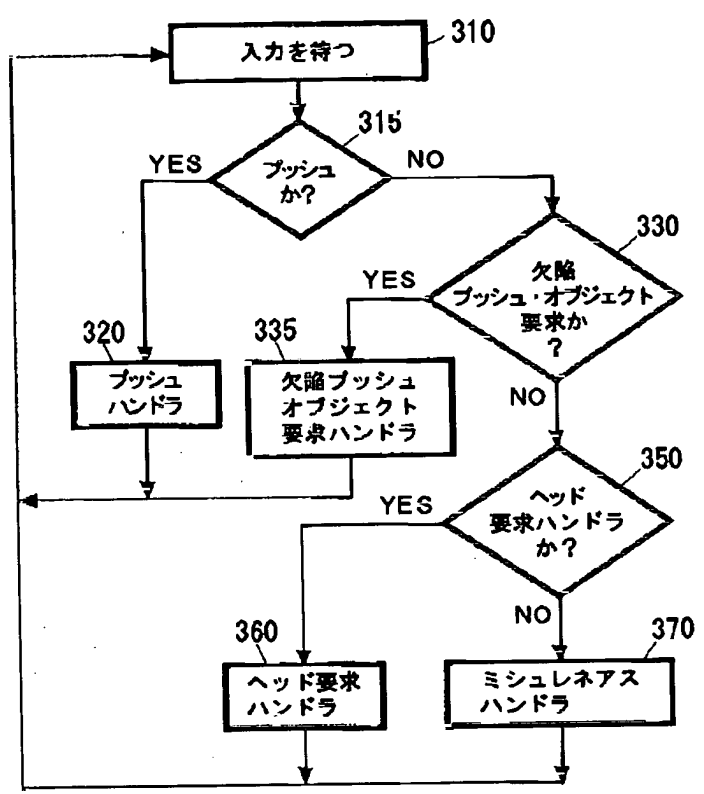 入力を待つ
310
315
プッシュ
か?
YES
NO
330
欠陥
プッシュ・オブジェクト
要求か
?
YES
NO
320
プッシュ
ハンドラ
335
欠陥プッシュ
オブジェクト
要求ハンドラ
350
ヘッド
要求ハンドラ
か?
YES
NO
360
ヘッド要求
ハンドラ
370
ミシュレネアス
ハンドラ